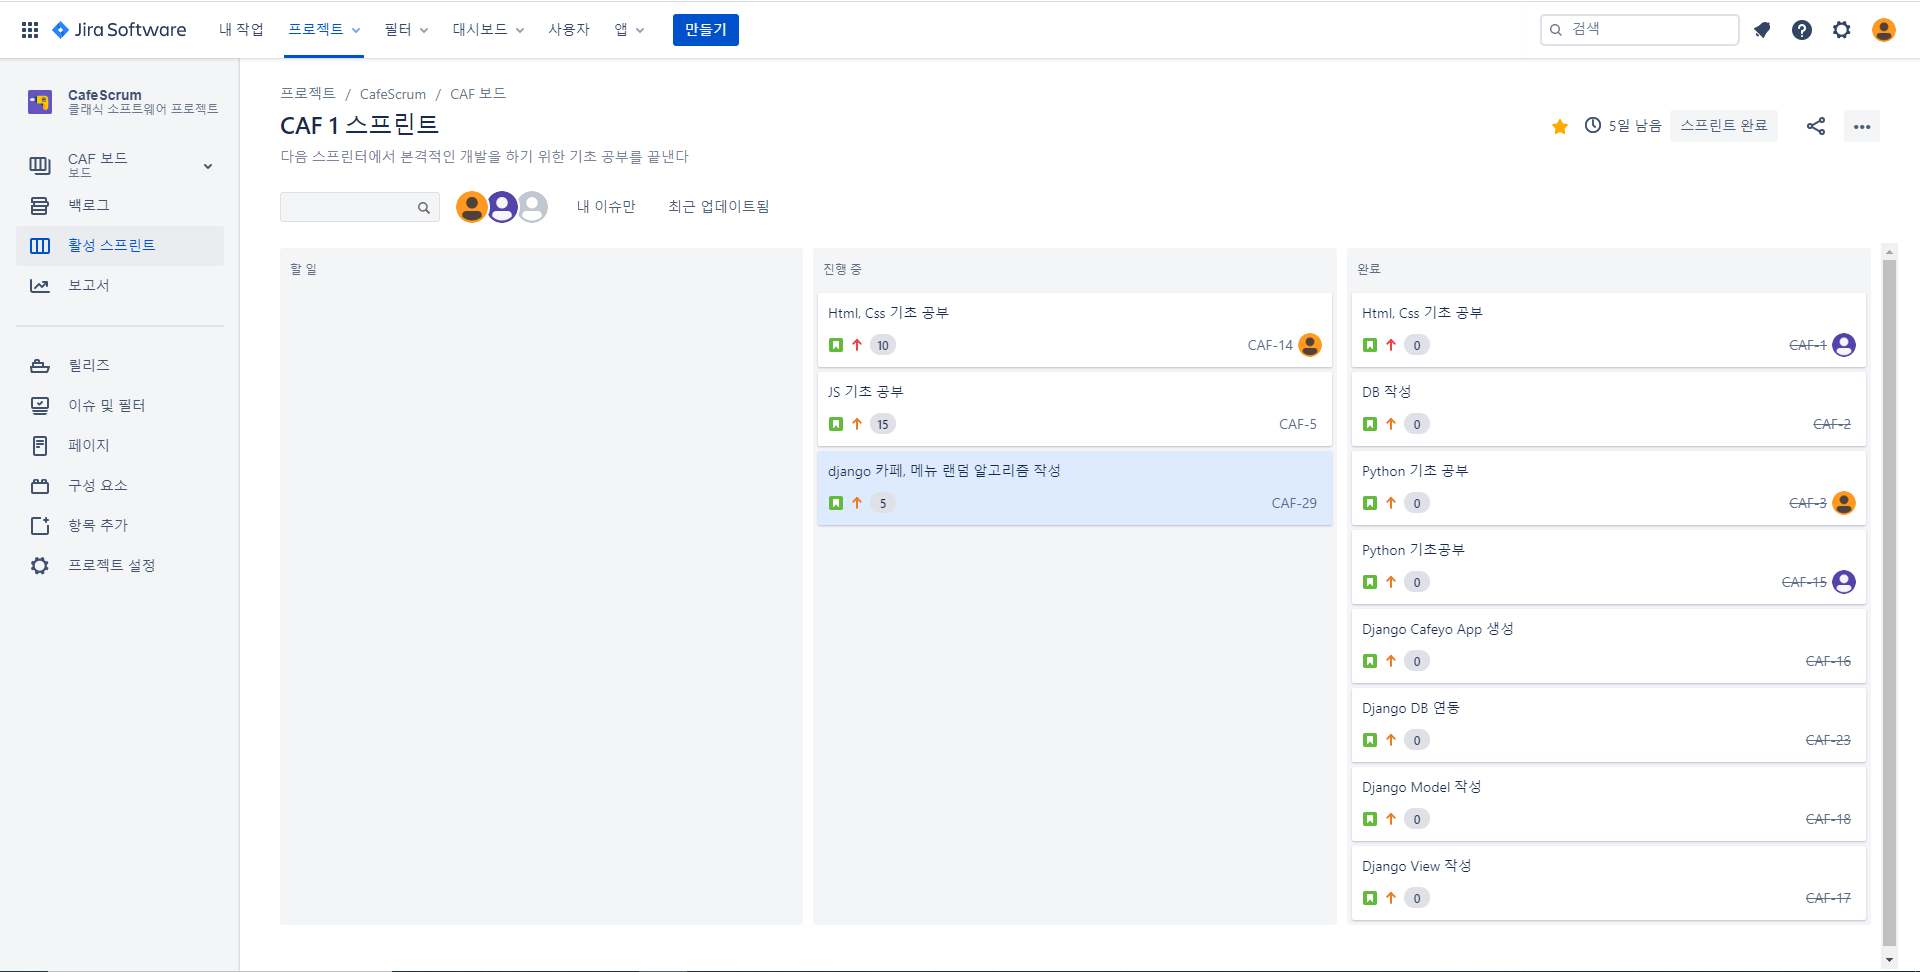 Jira Software
내 작업
프로젝트
필터
대시보드
사용자
앱
만들기
검색
CafeScrum
클래식 소프트웨어 프로젝트
CAF 보드
보드
백로그
활성 스프린트
보고서
릴리즈
이슈 및 필터
페이지
구성 요소
항목 추가
프로젝트 설정
프로젝트 / CafeScrum / CAF 보드
CAF 1 스프린트
5일 남음
스프린트 완료
다음 스프린터에서 본격적인 개발을 하기 위한 기초 공부를 끝낸다
내 이슈만
최근 업데이트됨
할 일
진행 중
Html, Css 기초 공부
10 CAF-14
JS 기초 공부
15 CAF-5
django 카페, 메뉴 랜덤 알고리즘 작성
5 CAF-29
완료
Html, Css 기초 공부
0 CAF-1
DB 작성
0 CAF-2
Python 기초 공부
0 CAF-3
Python 기초공부
0 CAF-15
Django Cafeyo App 생성
0 CAF-16
Django DB 연동
0 CAF-23
Django Model 작성
0 CAF-18
Django View 작성
0 CAF-17